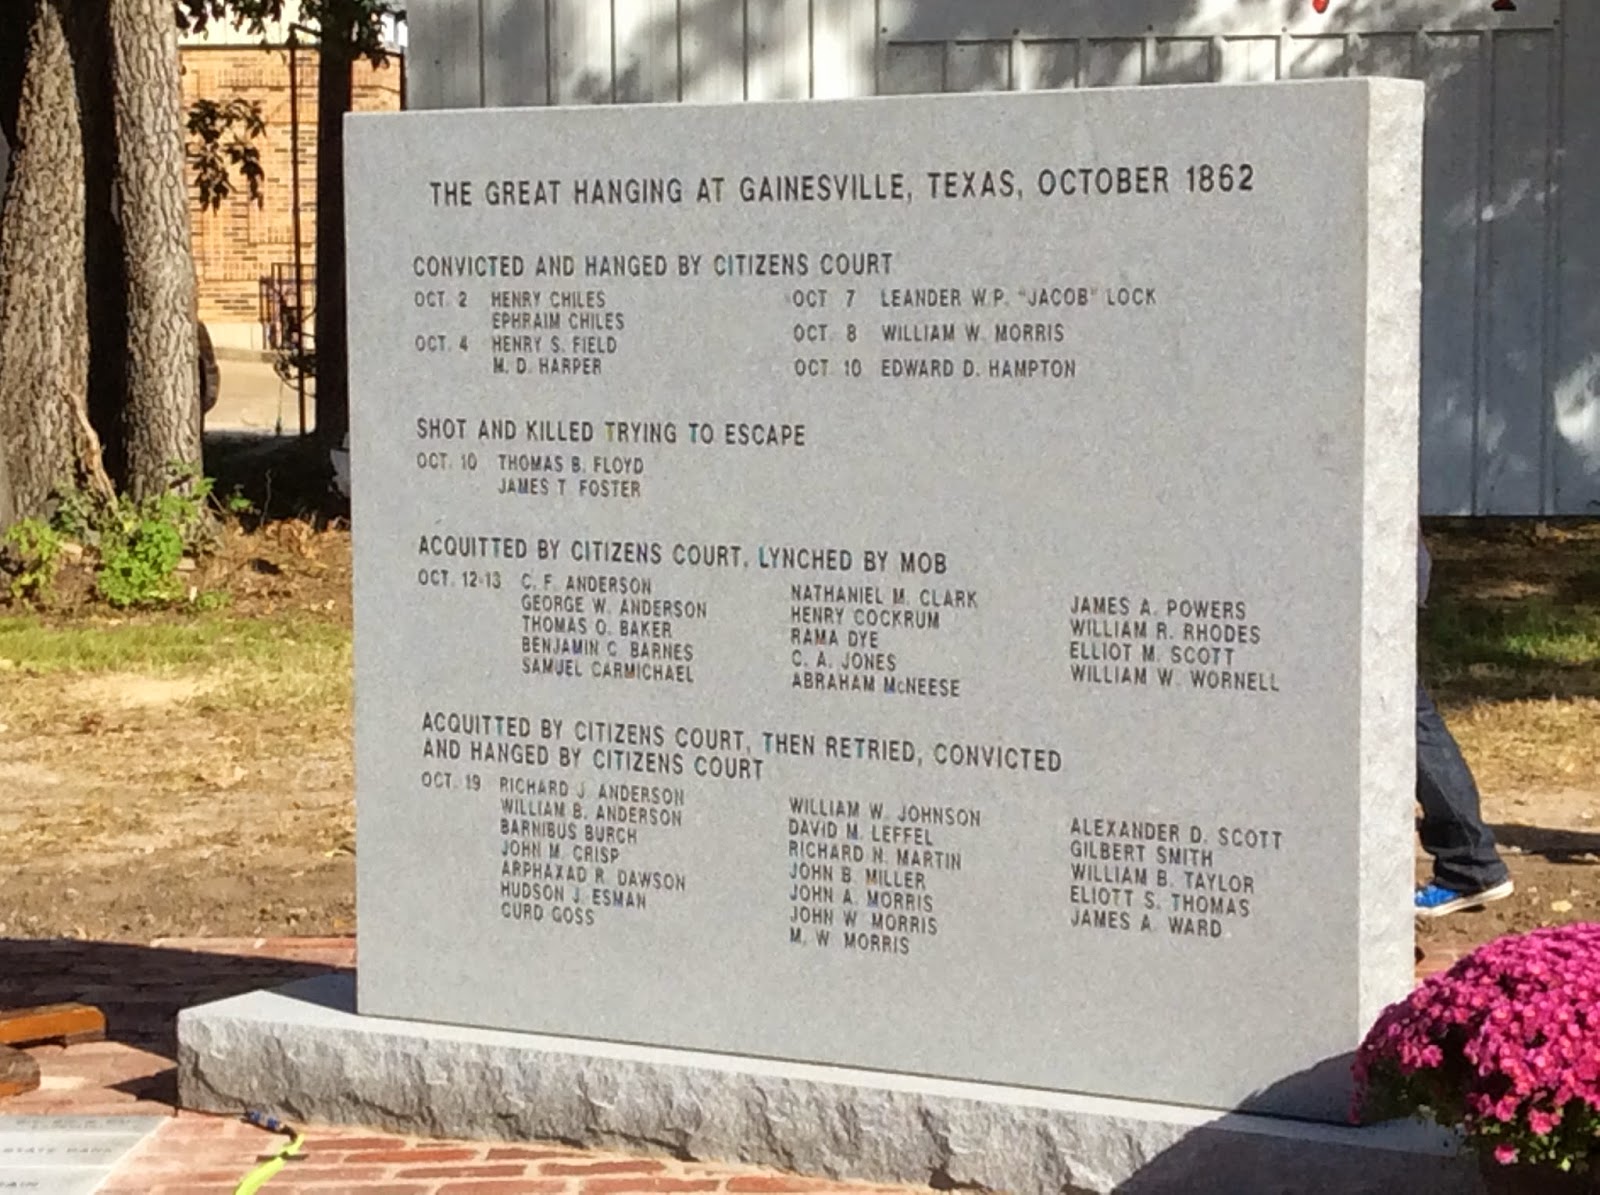 THE GREAT HANGING AT GAINESVILLE, TEXAS, OCTOBER 1862
CONVICTED AND HANGED BY CITIZENS COURT
OCT. 2 HENRY CHILES
EPHRAIM CHILES
OCT. 4 HENRY S. FIELD
M. D. HARPER
OCT 7 LEANDER W.P. "JACOB" LOCK
OCT. 8 WILLIAM W. MORRIS
OCT 10 EDWARD D. HAMPTON
SHOT AND KILLED TRYING TO ESCAPE
OCT. 10 THOMAS B. FLOYD
JAMES T. FOSTER
ACQUITTED BY CITIZENS COURT, LYNCHED BY MOB
OCT. 12-13 C. F. ANDERSON
GEORGE W. ANDERSON
THOMAS O. BAKER
BENJAMIN C. BARNES
SAMUEL CARMICHAEL
NATHANIEL M. CLARK
HENRY COCKRUM
RAMA DYE
C. A. JONES
ABRAHAM McNEESE
JAMES A. POWERS
WILLIAM R. RHODES
ELLIOT M. SCOTT
WILLIAM W. WORNELL
ACQUITTED BY CITIZENS COURT, THEN RETRIED, CONVICTED
AND HANGED BY CITIZENS COURT
OCT. 19 RICHARD J. ANDERSON
WILLIAM B. ANDERSON
BARNIBUS BURCH
JOHN M. CRISP
ARPHAXAD R. DAWSON
HUDSON J. ESMAN
CURD GOSS
WILLIAM W. JOHNSON
DAVID M. LEFFEL
RICHARD N. MARTIN
JOHN B. MILLER
JOHN A. MORRIS
JOHN W. MORRIS
M. W. MORRIS
ALEXANDER D. SCOTT
GILBERT SMITH
WILLIAM B. TAYLOR
ELIOTT S. THOMAS
JAMES A. WARD
STATE BANK